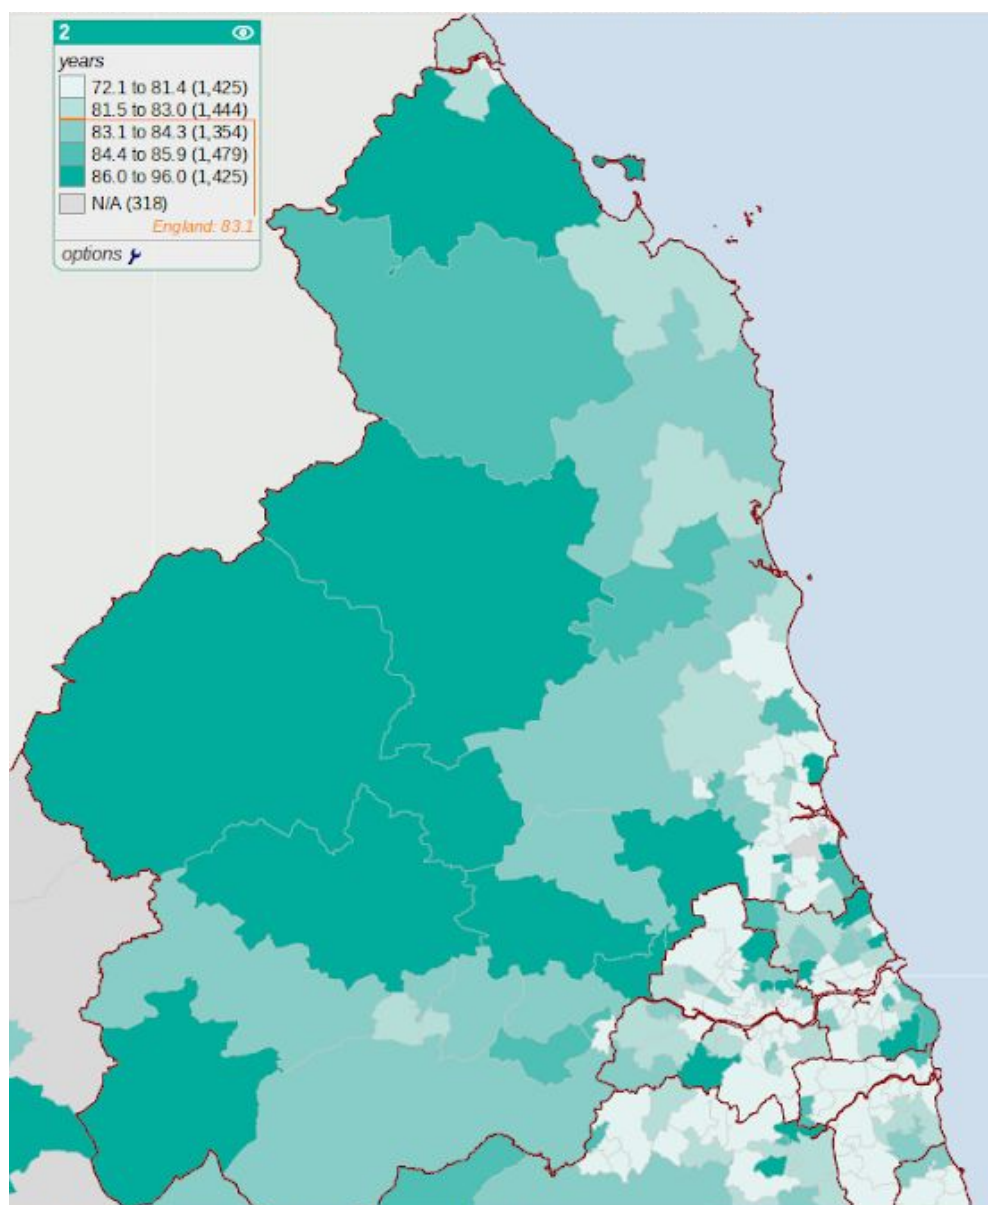 2
years
72.1 to 81.4 (1,425)
81.5 to 83.0 (1,444)
83.1 to 84.3 (1,354)
84.4 to 85.9 (1,479)
86.0 to 96.0 (1,425)
N/A (318)
England: 83.1
options